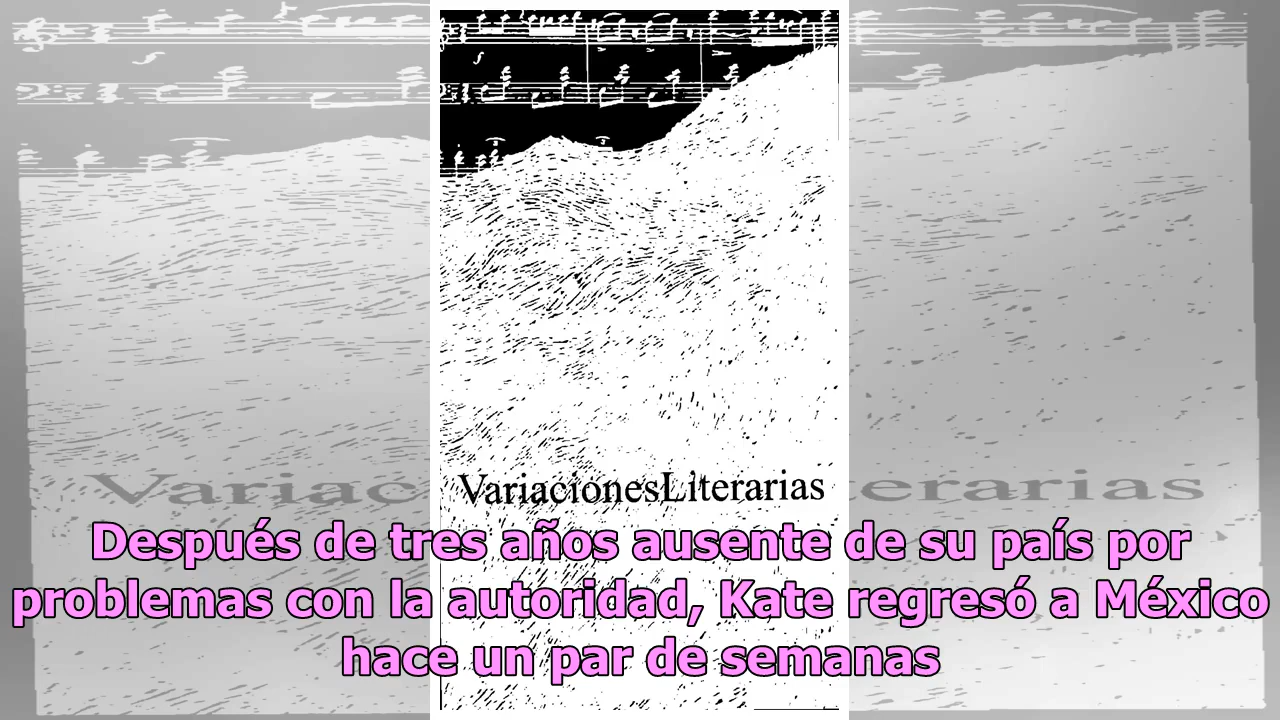 VariacionesLiterarias
Después de tres años ausente de su país por
problemas con la autoridad, Kate regresó a México
hace un par de semanas